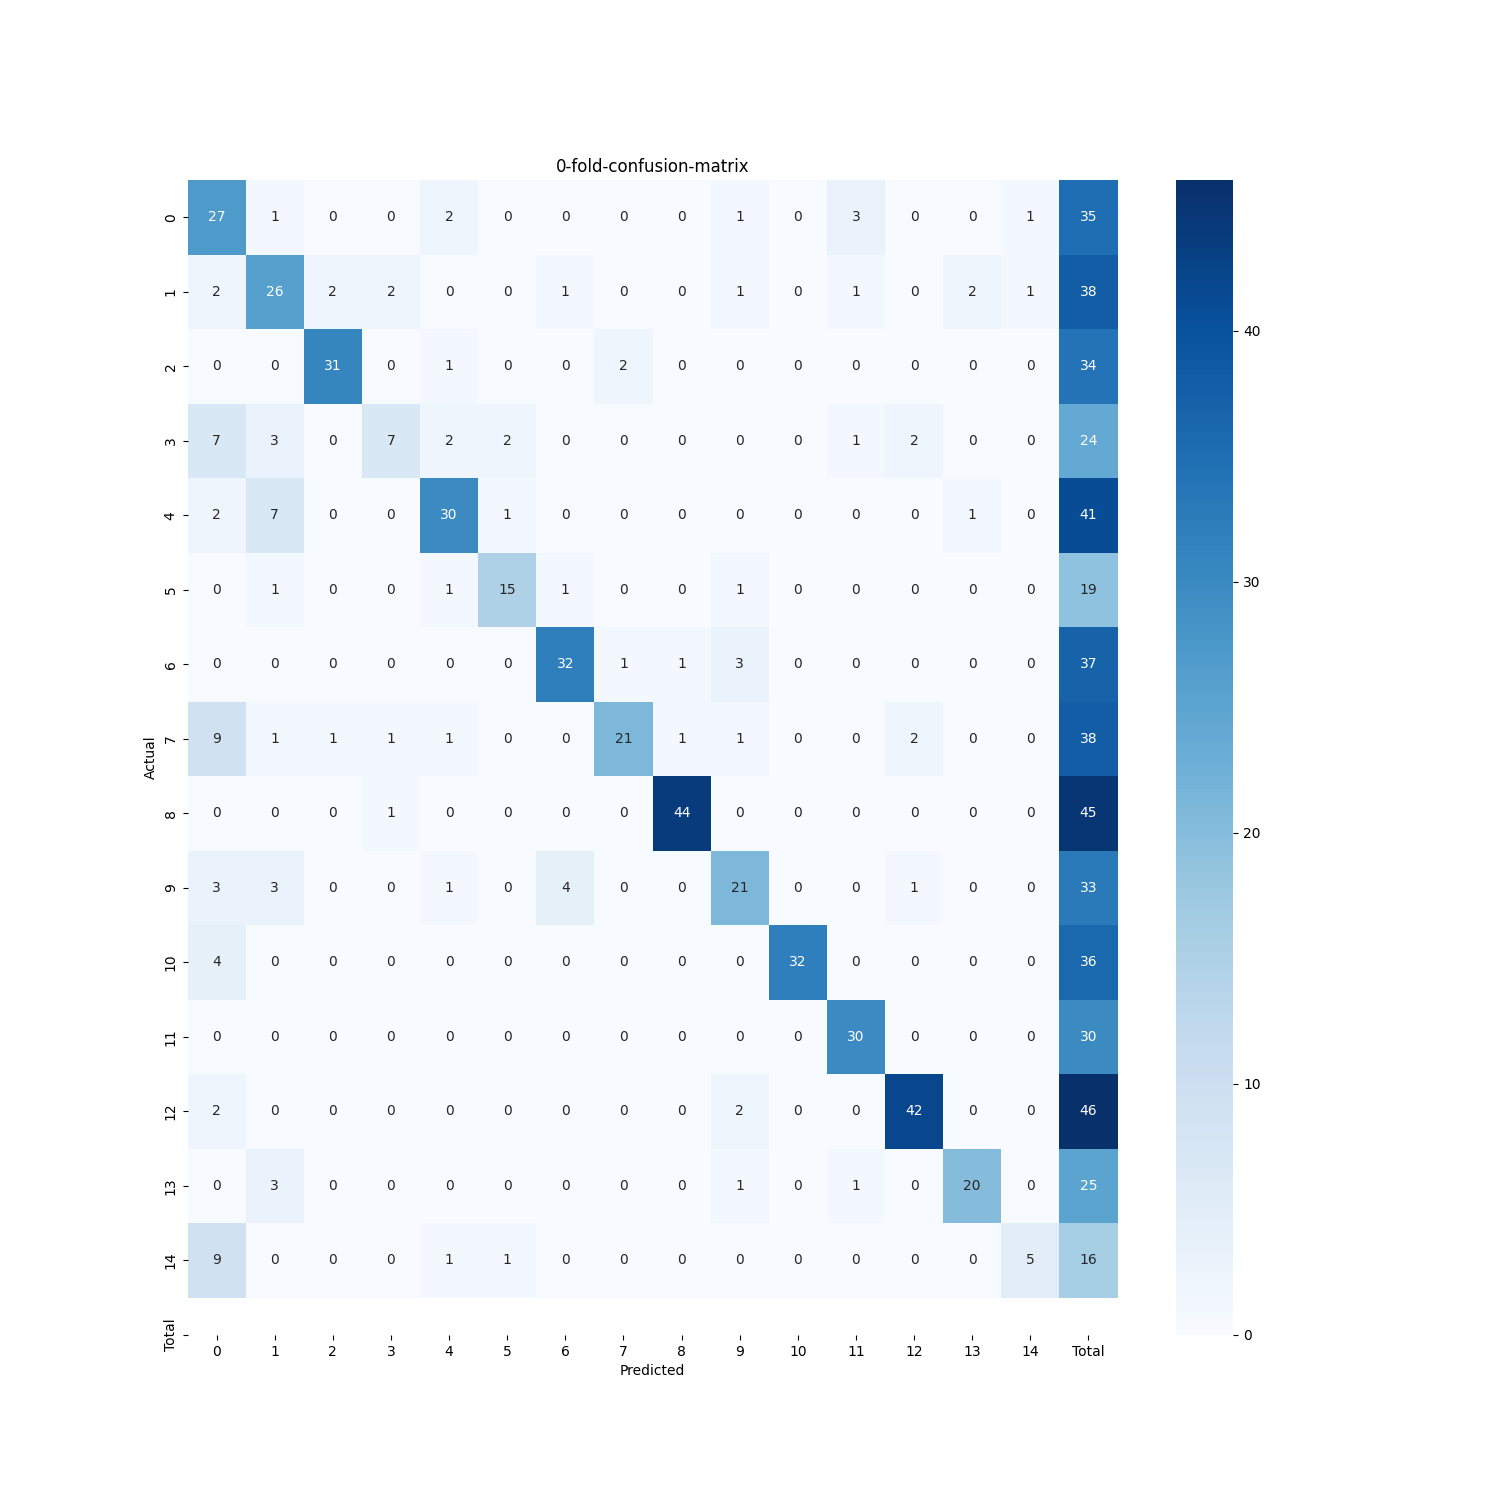 0-fold-confusion-matrix
0 27 1 0 0 2 0 0 0 0 1 0 3 0 0 1 35
1 2 26 2 2 0 0 1 0 0 1 0 1 0 2 1 38
2 0 0 31 0 1 0 0 2 0 0 0 0 0 0 0 34
3 7 3 0 7 2 2 0 0 0 0 0 1 2 0 0 24
4 2 7 0 0 30 1 0 0 0 0 0 0 0 1 0 41
5 0 1 0 0 1 15 1 0 0 1 0 0 0 0 0 19
6 0 0 0 0 0 0 32 1 1 3 0 0 0 0 0 37
7 9 1 1 1 1 0 0 21 1 1 0 0 2 0 0 38
8 0 0 0 1 0 0 0 0 44 0 0 0 0 0 0 45
9 3 3 0 0 1 0 4 0 0 21 0 0 1 0 0 33
10 4 0 0 0 0 0 0 0 0 0 32 0 0 0 0 36
11 0 0 0 0 0 0 0 0 0 0 0 30 0 0 0 30
12 2 0 0 0 0 0 0 0 0 2 0 0 42 0 0 46
13 0 3 0 0 0 0 0 0 0 1 0 1 0 20 0 25
14 9 0 0 0 1 1 0 0 0 0 0 0 0 0 5 16
Total
0 1 2 3 4 5 6 7 8 9 10 11 12 13 14 Total
Predicted
Actual
40
30
20
10
0